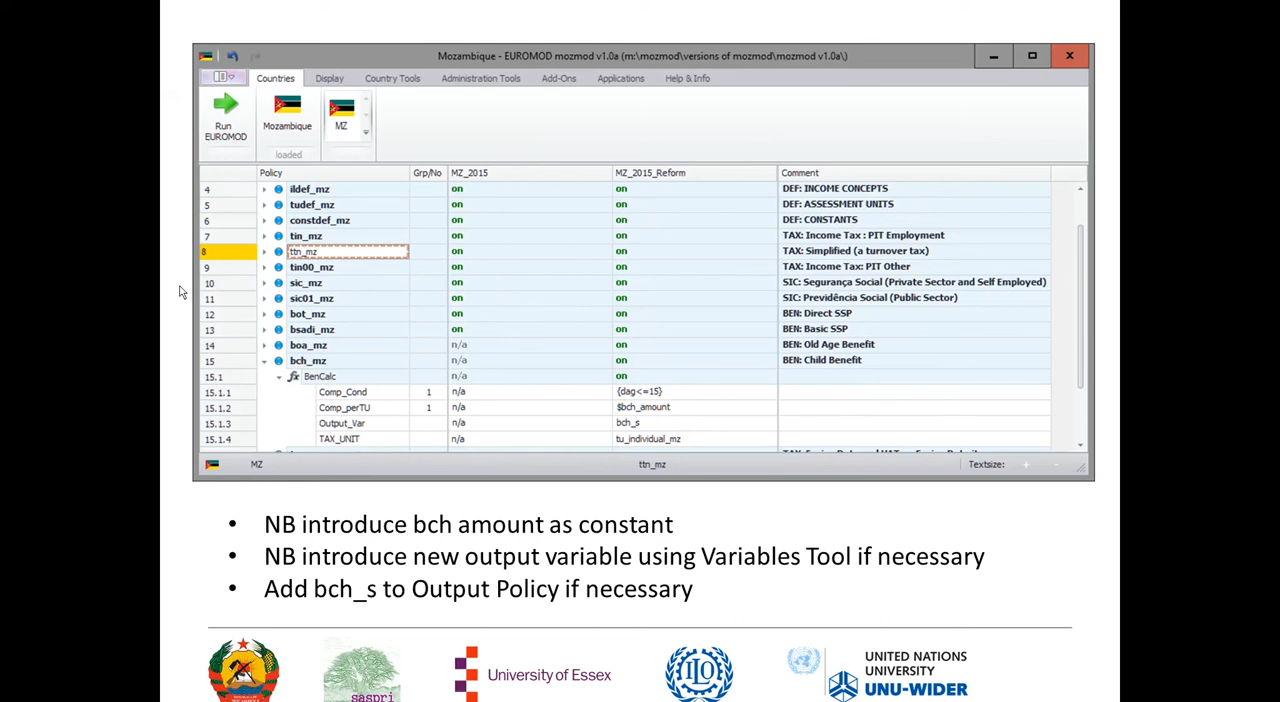 Mozambique - EUROMOD mozmod v1.0a (m:\mozmod\versions of mozmod\mozmod v1.0a\)
Countries Display Country Tools Administration Tools Add-Ons Applications Help & Info
Run EUROMOD
Mozambique
MZ
loaded
Policy Grp/No MZ_2015 MZ_2015_Reform Comment
4 ildef_mz on on DEF: INCOME CONCEPTS
5 tudef_mz on on DEF: ASSESSMENT UNITS
6 constdef_mz on on DEF: CONSTANTS
7 tin_mz on on TAX: Income Tax : PIT Employment
8 ttn_mz on on TAX: Simplified (a turnover tax)
9 tin00_mz on on TAX: Income Tax: PIT Other
10 sic_mz on on SIC: Segurança Social (Private Sector and Self Employed)
11 sic01_mz on on SIC: Previdência Social (Public Sector)
12 bot_mz on on BEN: Direct SSP
13 bsadi_mz on on BEN: Basic SSP
14 boa_mz n/a on BEN: Old Age Benefit
15 bch_mz n/a on BEN: Child Benefit
15.1 fx BenCalc n/a on
15.1.1 Comp_Cond 1 n/a {dag<=15}
15.1.2 Comp_perTU 1 n/a $bch_amount
15.1.3 Output_Var n/a bch_s
15.1.4 TAX_UNIT n/a tu_individual_mz
MZ ttn_mz Textsize: + -
• NB introduce bch amount as constant
• NB introduce new output variable using Variables Tool if necessary
• Add bch_s to Output Policy if necessary
saspri
University of Essex
ILO
UNITED NATIONS
UNIVERSITY
UNU-WIDER